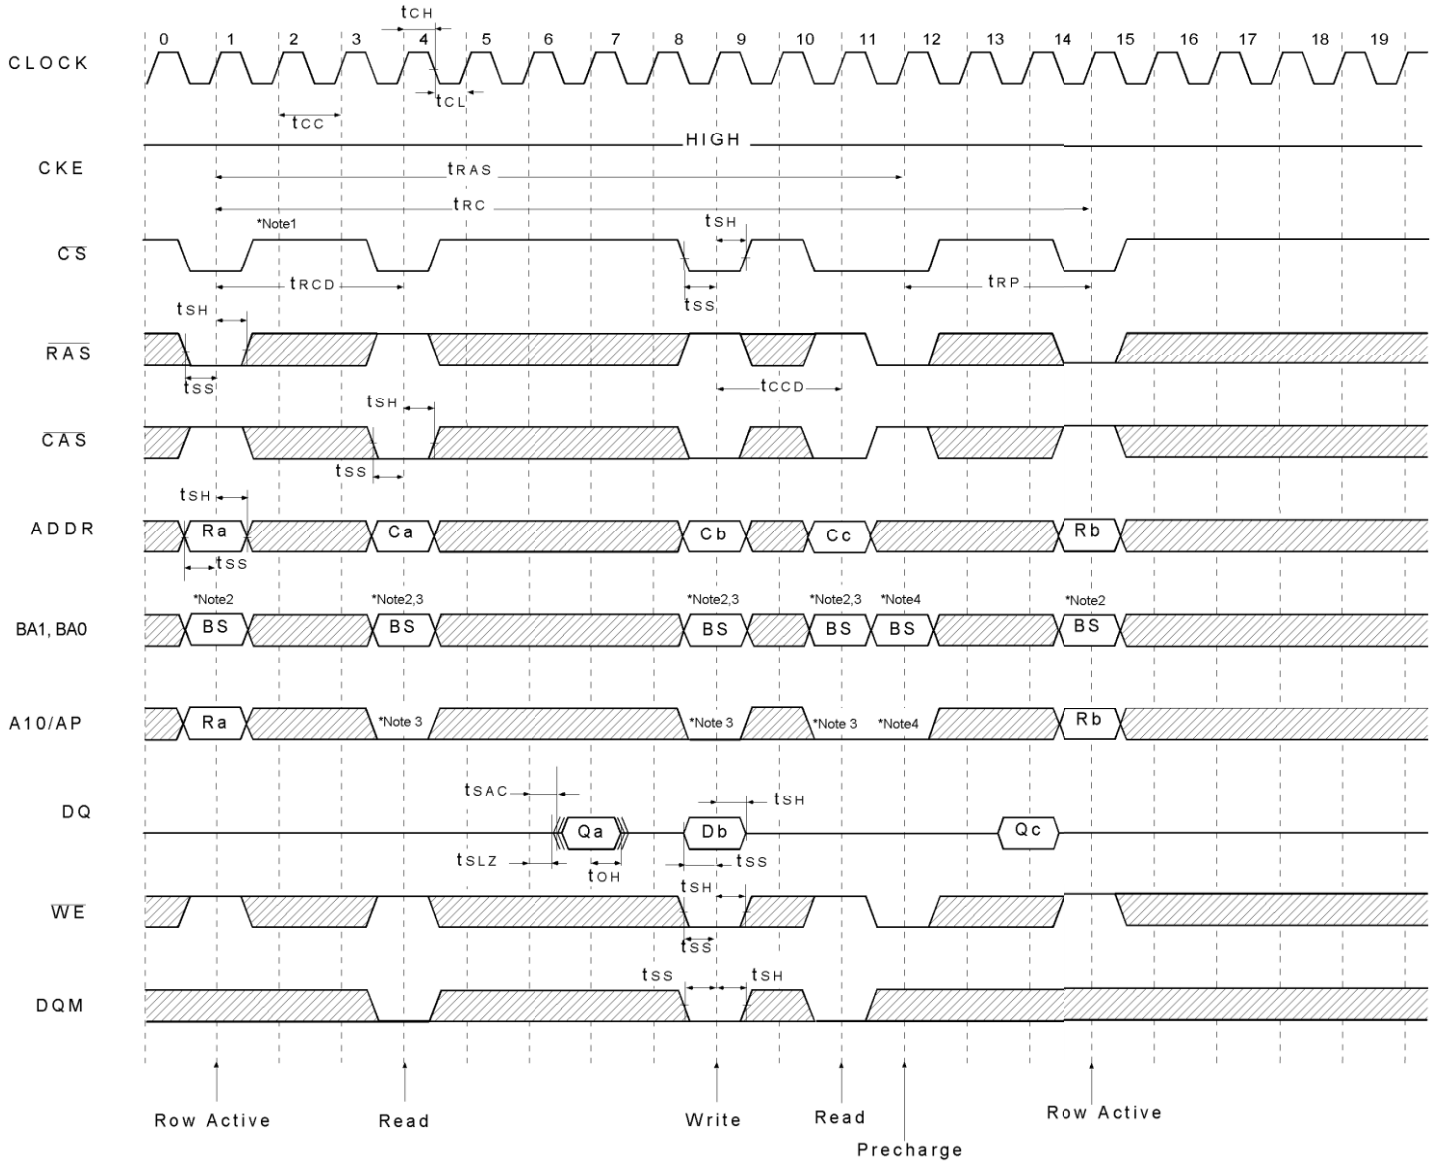 tCH
0 1 2 3 4 5 6 7 8 9 10 11 12 13 14 15 16 17 18 19
CLOCK
tCL
tCC
HIGH
CKE
tRAS
tRC
*Note1
tSH
CS
tRCD
tSS
tRP
tSH
RAS
tSS
tCCD
tSH
CAS
tSS
tSH
ADDR
Ra Ca Cb Cc Rb
tSS
*Note2 *Note2,3 *Note2,3 *Note2,3 *Note4 *Note2
BA1, BA0
BS BS BS BS BS BS
A10/AP
Ra *Note 3 *Note 3 *Note 3 *Note4 Rb
tSAC
tSH
DQ
Qa Db Qc
tSLZ
tOH
tSS
tSH
WE
tSS
tSS tSH
DQM
Row Active Read Write Read Row Active
Precharge